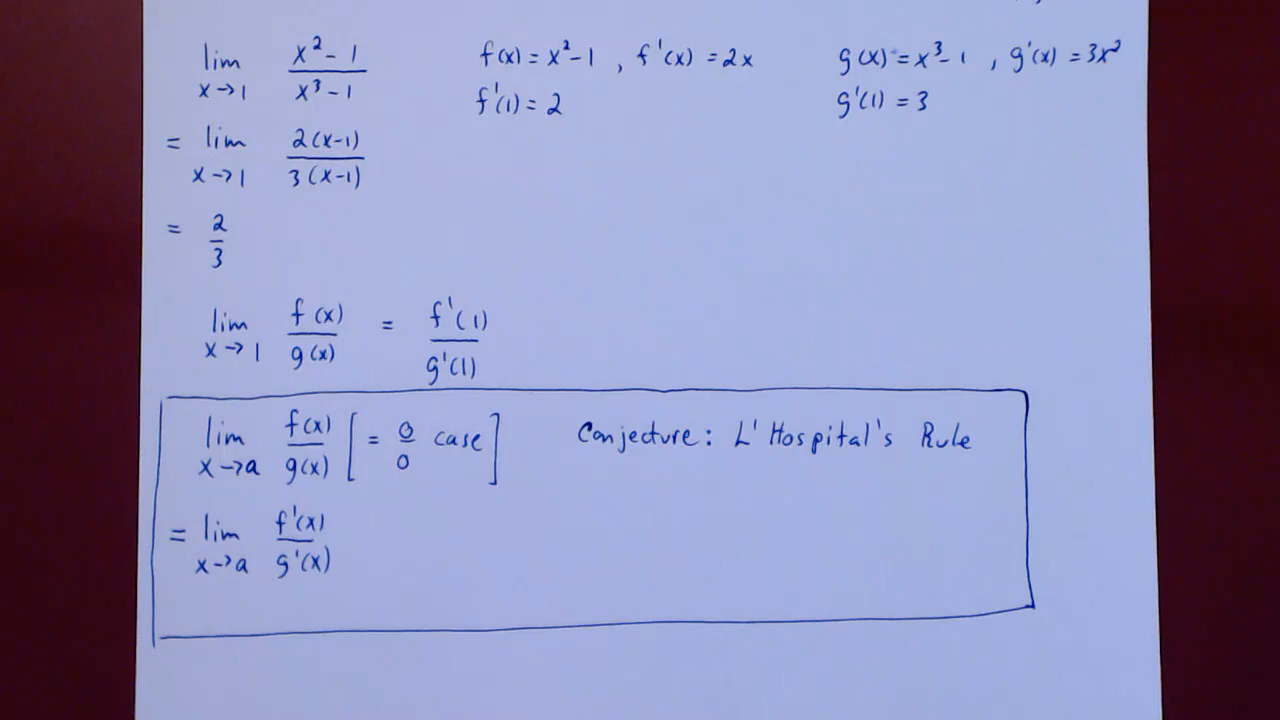 lim x→1 (x² - 1)/(x³ - 1)    f(x) = x² - 1 , f'(x) = 2x    g(x) = x³ - 1 , g'(x) = 3x²
f'(1) = 2    g'(1) = 3
= lim x→1 2(x-1)/3(x-1)
= 2/3
lim x→1 f(x)/g(x) = f'(1)/g'(1)
lim x→a f(x)/g(x) [ = 0/0 case ]    Conjecture: L'Hospital's Rule
= lim x→a f'(x)/g'(x)